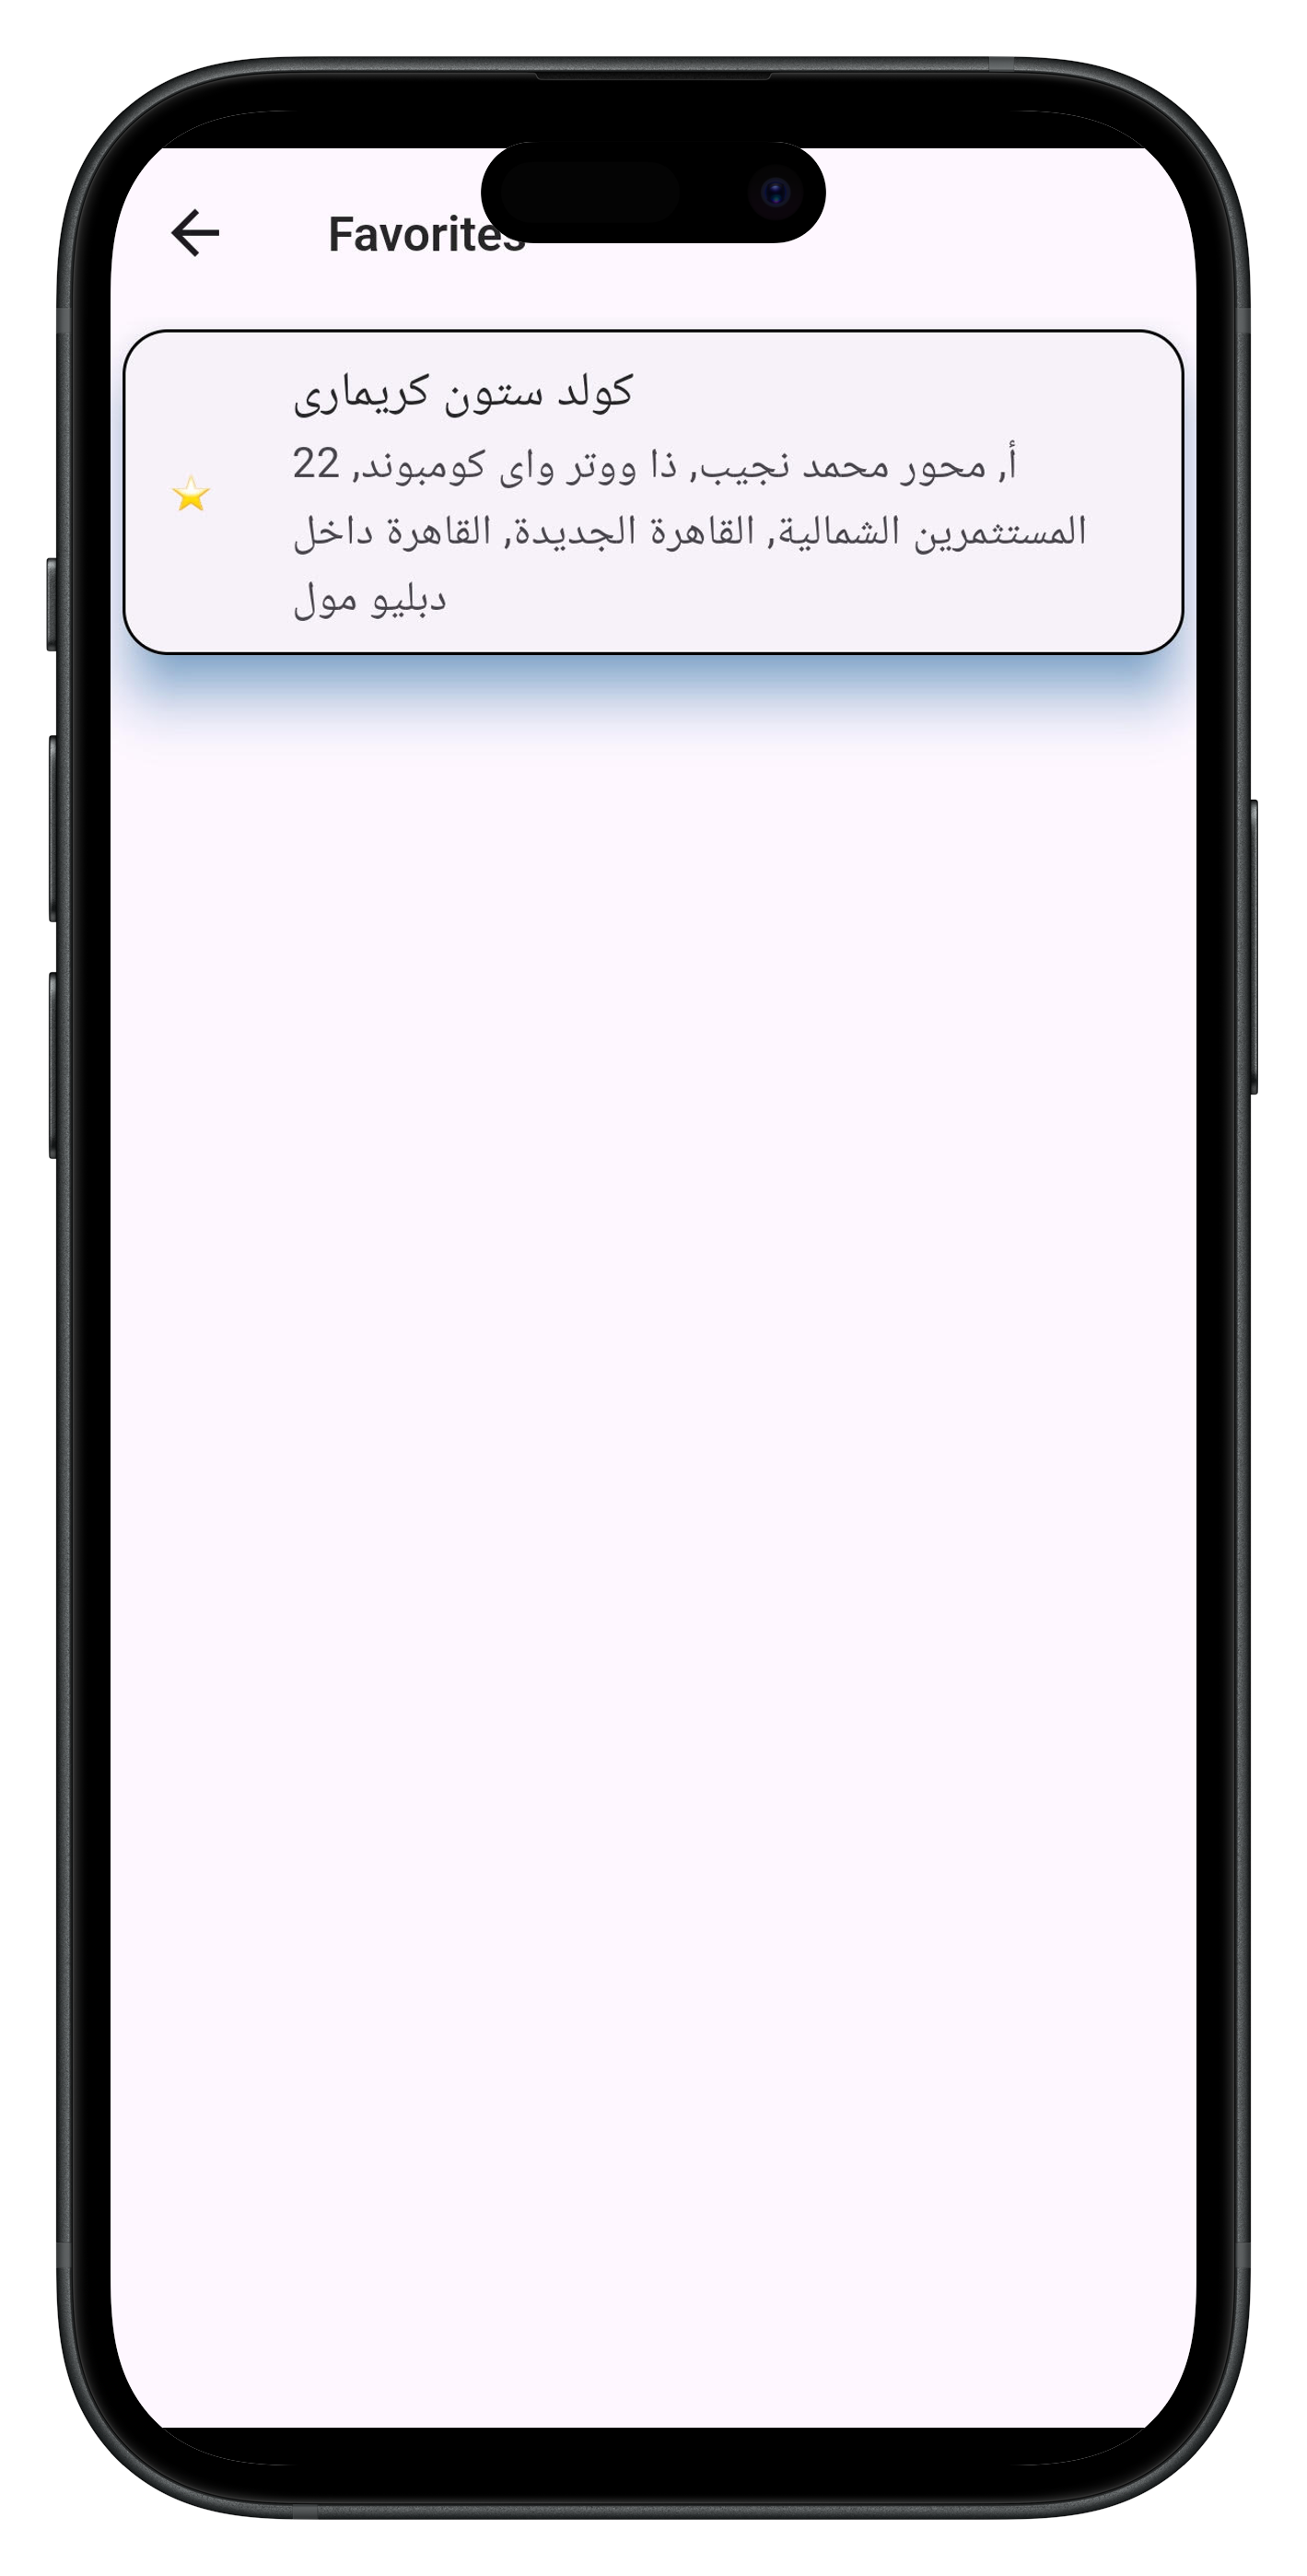 Favorites
كولد ستون كريمارى
أ, محور محمد نجيب, ذا ووتر واى كومبوند, 22
المستثمرين الشمالية, القاهرة الجديدة, القاهرة داخل
دبليو مول